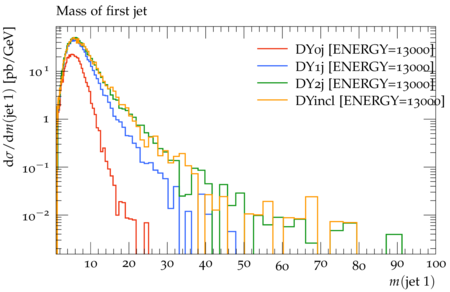 Mass of first jet
dσ/dm(jet 1) [pb/GeV]
DY0j [ENERGY=13000]
DY1j [ENERGY=13000]
DY2j [ENERGY=13000]
DYincl [ENERGY=13000]
10¹
1
10⁻¹
10⁻²
10 20 30 40 50 60 70 80 90 100
m(jet 1)